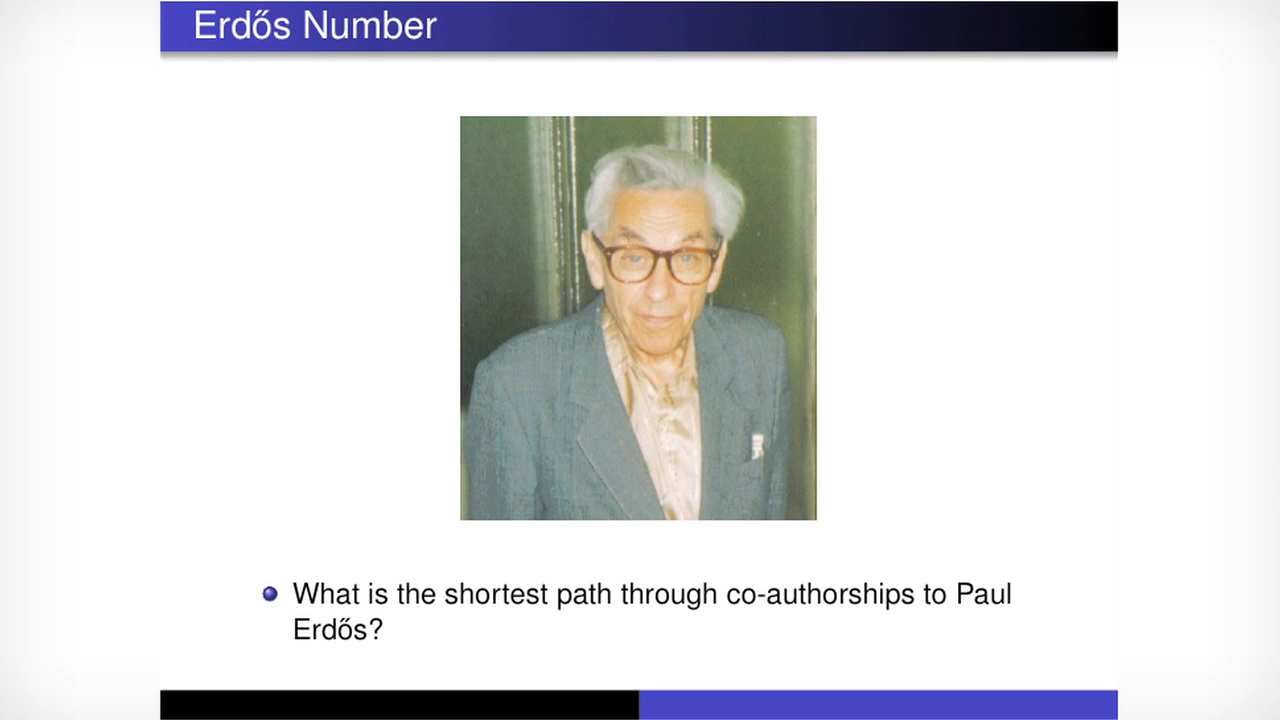 Erdős Number
What is the shortest path through co-authorships to Paul
Erdős?